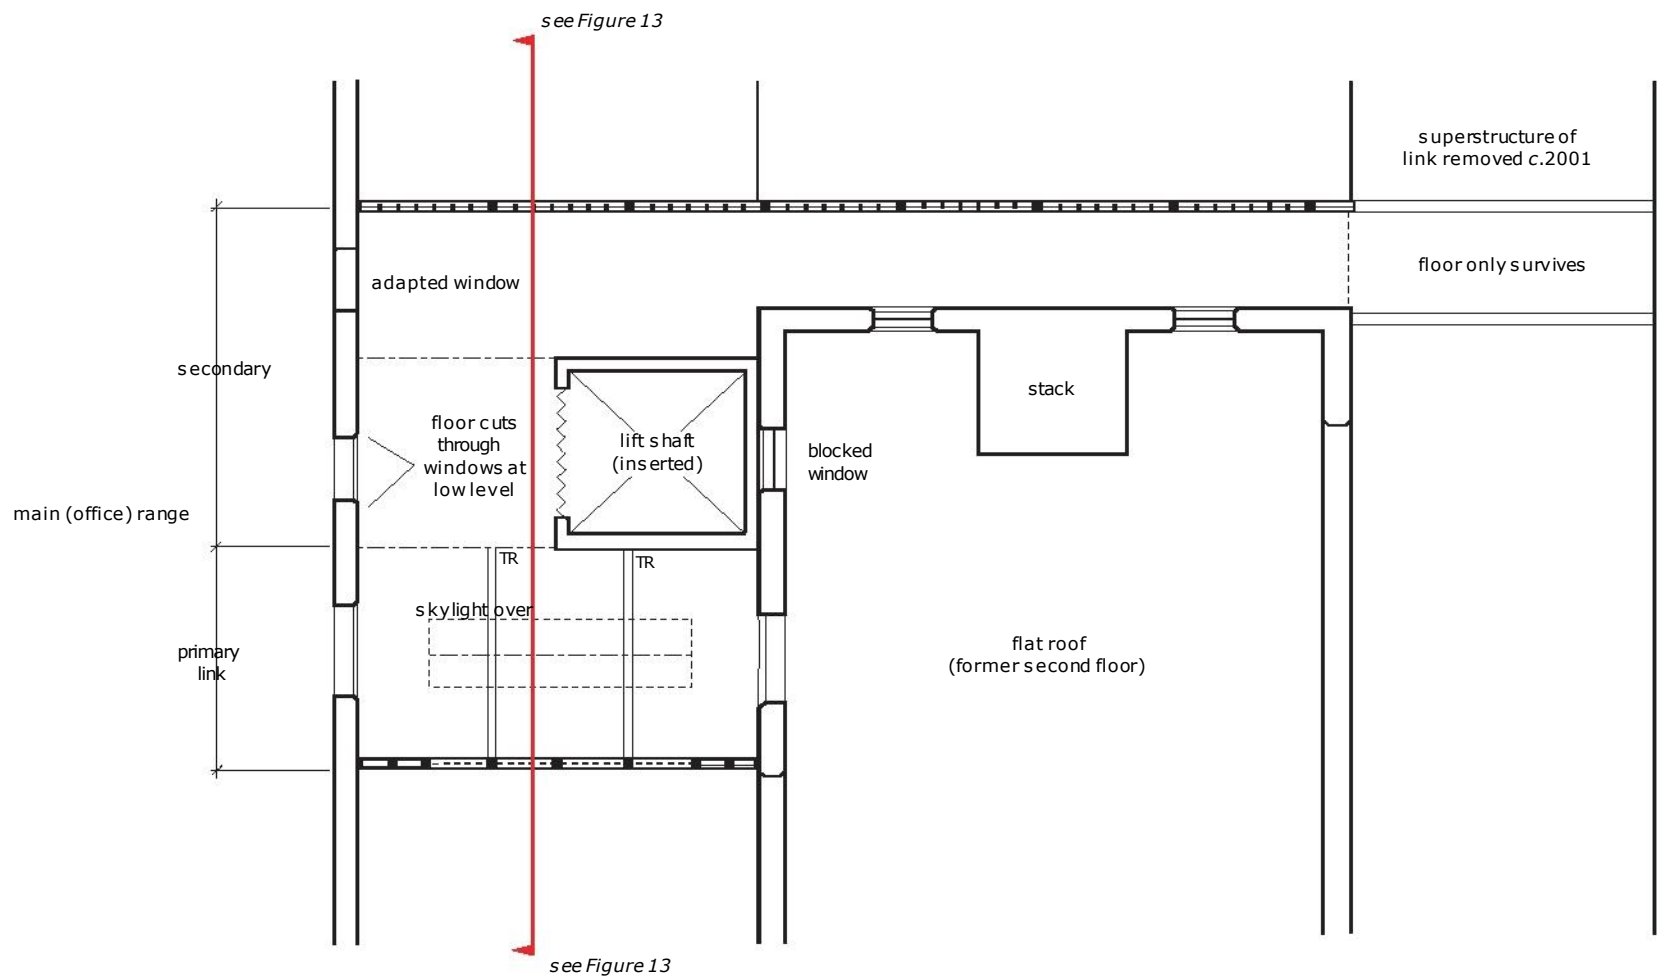 see Figure 13
superstructure of
link removed c.2001
floor only survives
adapted window
secondary
stack
floor cuts
through
windows at
low level
lift shaft
(inserted)
blocked
window
main (office) range
TR
TR
skylight over
primary
link
flat roof
(former second floor)
see Figure 13